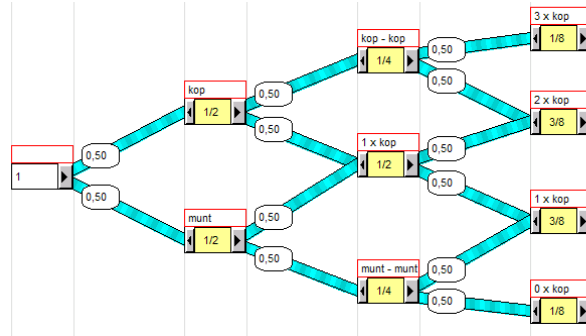 1
0,50
0,50
kop
1/2
munt
1/2
0,50
0,50
0,50
0,50
kop - kop
1/4
1 x kop
1/2
munt - munt
1/4
0,50
0,50
0,50
0,50
0,50
0,50
3 x kop
1/8
2 x kop
3/8
1 x kop
3/8
0 x kop
1/8